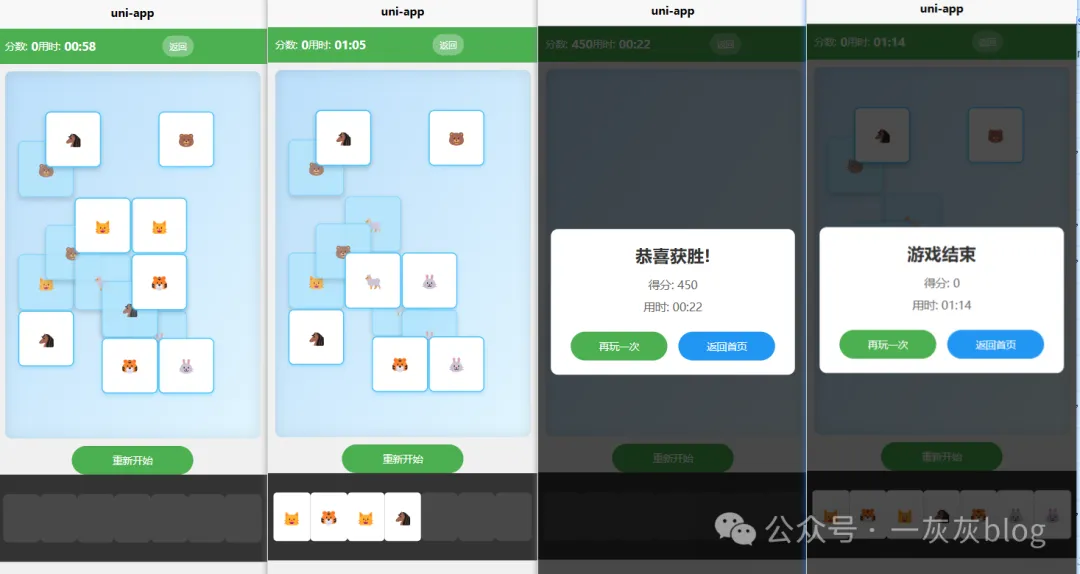 uni-app
分数: 0用时: 00:58
返回
重新开始
uni-app
分数: 0用时: 01:05
返回
重新开始
uni-app
分数: 450用时: 00:22
返回
恭喜获胜!
得分: 450
用时: 00:22
再玩一次
返回首页
重新开始
uni-app
分数: 0用时: 01:14
返回
游戏结束
得分: 0
用时: 01:14
再玩一次
返回首页
重新开始
公众号 · 一灰灰blog